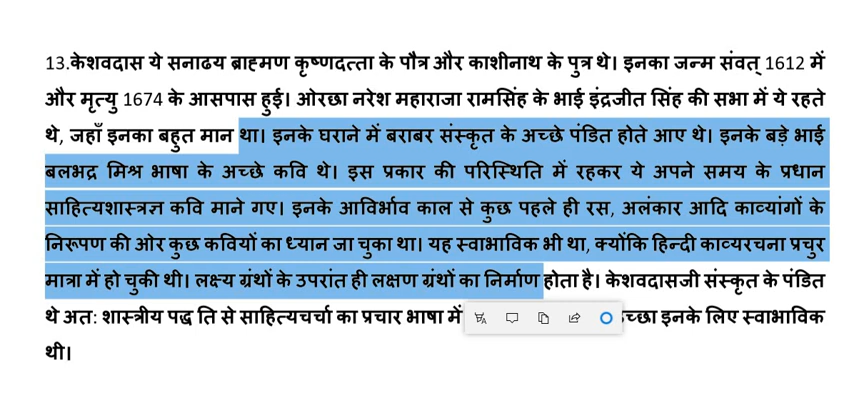 13.केशवदास ये सनाढय ब्राह्मण कृष्णदत्ता के पौत्र और काशीनाथ के पुत्र थे। इनका जन्म संवत् 1612 में
और मृत्यु 1674 के आसपास हुई। ओरछा नरेश महाराजा रामसिंह के भाई इंद्रजीत सिंह की सभा में ये रहते
थे, जहाँ इनका बहुत मान था। इनके घराने में बराबर संस्कृत के अच्छे पंडित होते आए थे। इनके बड़े भाई
बलभद्र मिश्र भाषा के अच्छे कवि थे। इस प्रकार की परिस्थिति में रहकर ये अपने समय के प्रधान
साहित्यशास्त्रज्ञ कवि माने गए। इनके आविर्भाव काल से कुछ पहले ही रस, अलंकार आदि काव्यांगों के
निरूपण की ओर कुछ कवियों का ध्यान जा चुका था। यह स्वाभाविक भी था, क्योंकि हिन्दी काव्यरचना प्रचुर
मात्रा में हो चुकी थी। लक्ष्य ग्रंथों के उपरांत ही लक्षण ग्रंथों का निर्माण होता है। केशवदासजी संस्कृत के पंडित
थे अत: शास्त्रीय पद्ध ति से साहित्यचर्चा का प्रचार भाषा में इनके लिए स्वाभाविक
थी।